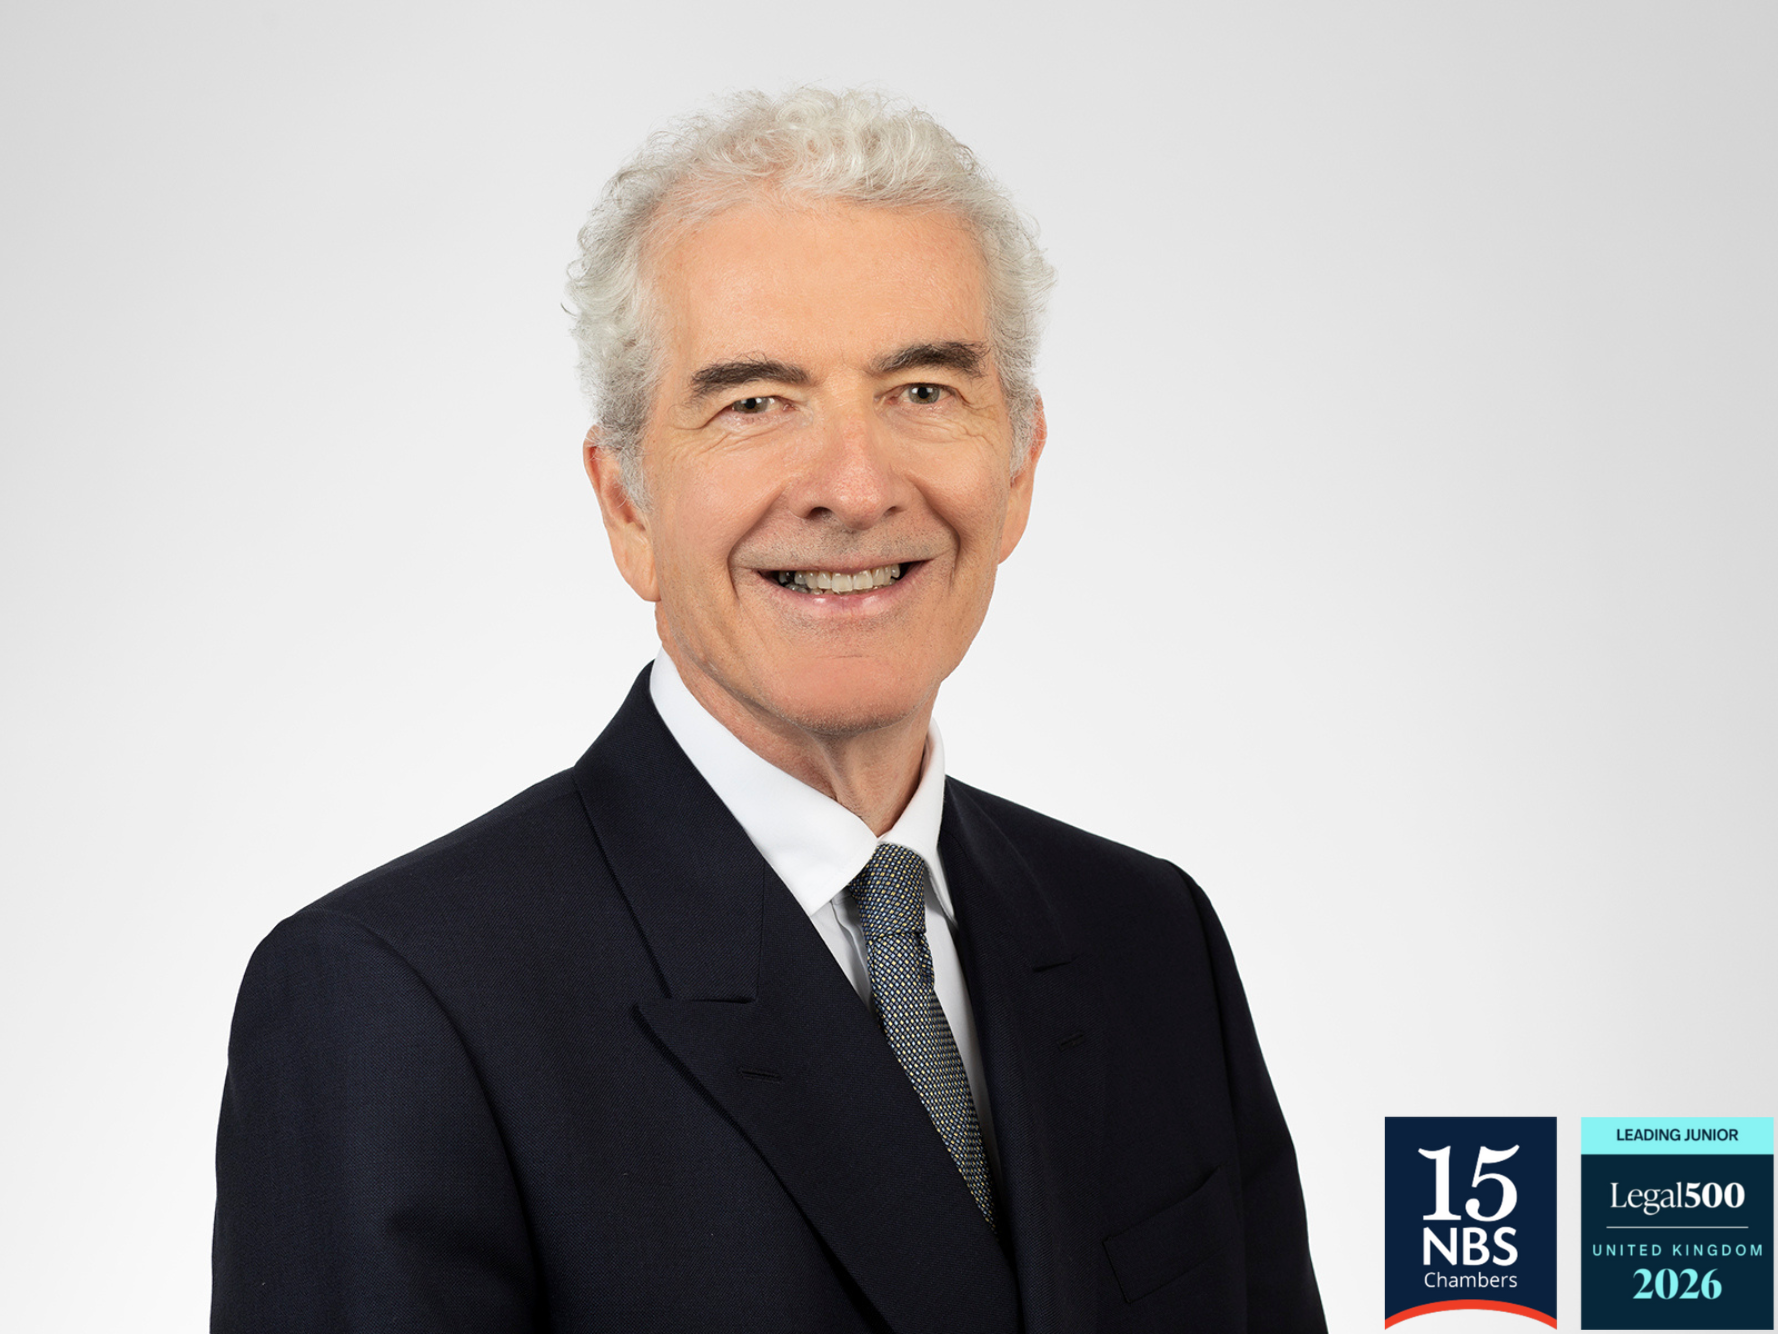 15
NBS
Chambers
LEADING JUNIOR
Legal500
UNITED KINGDOM
2026